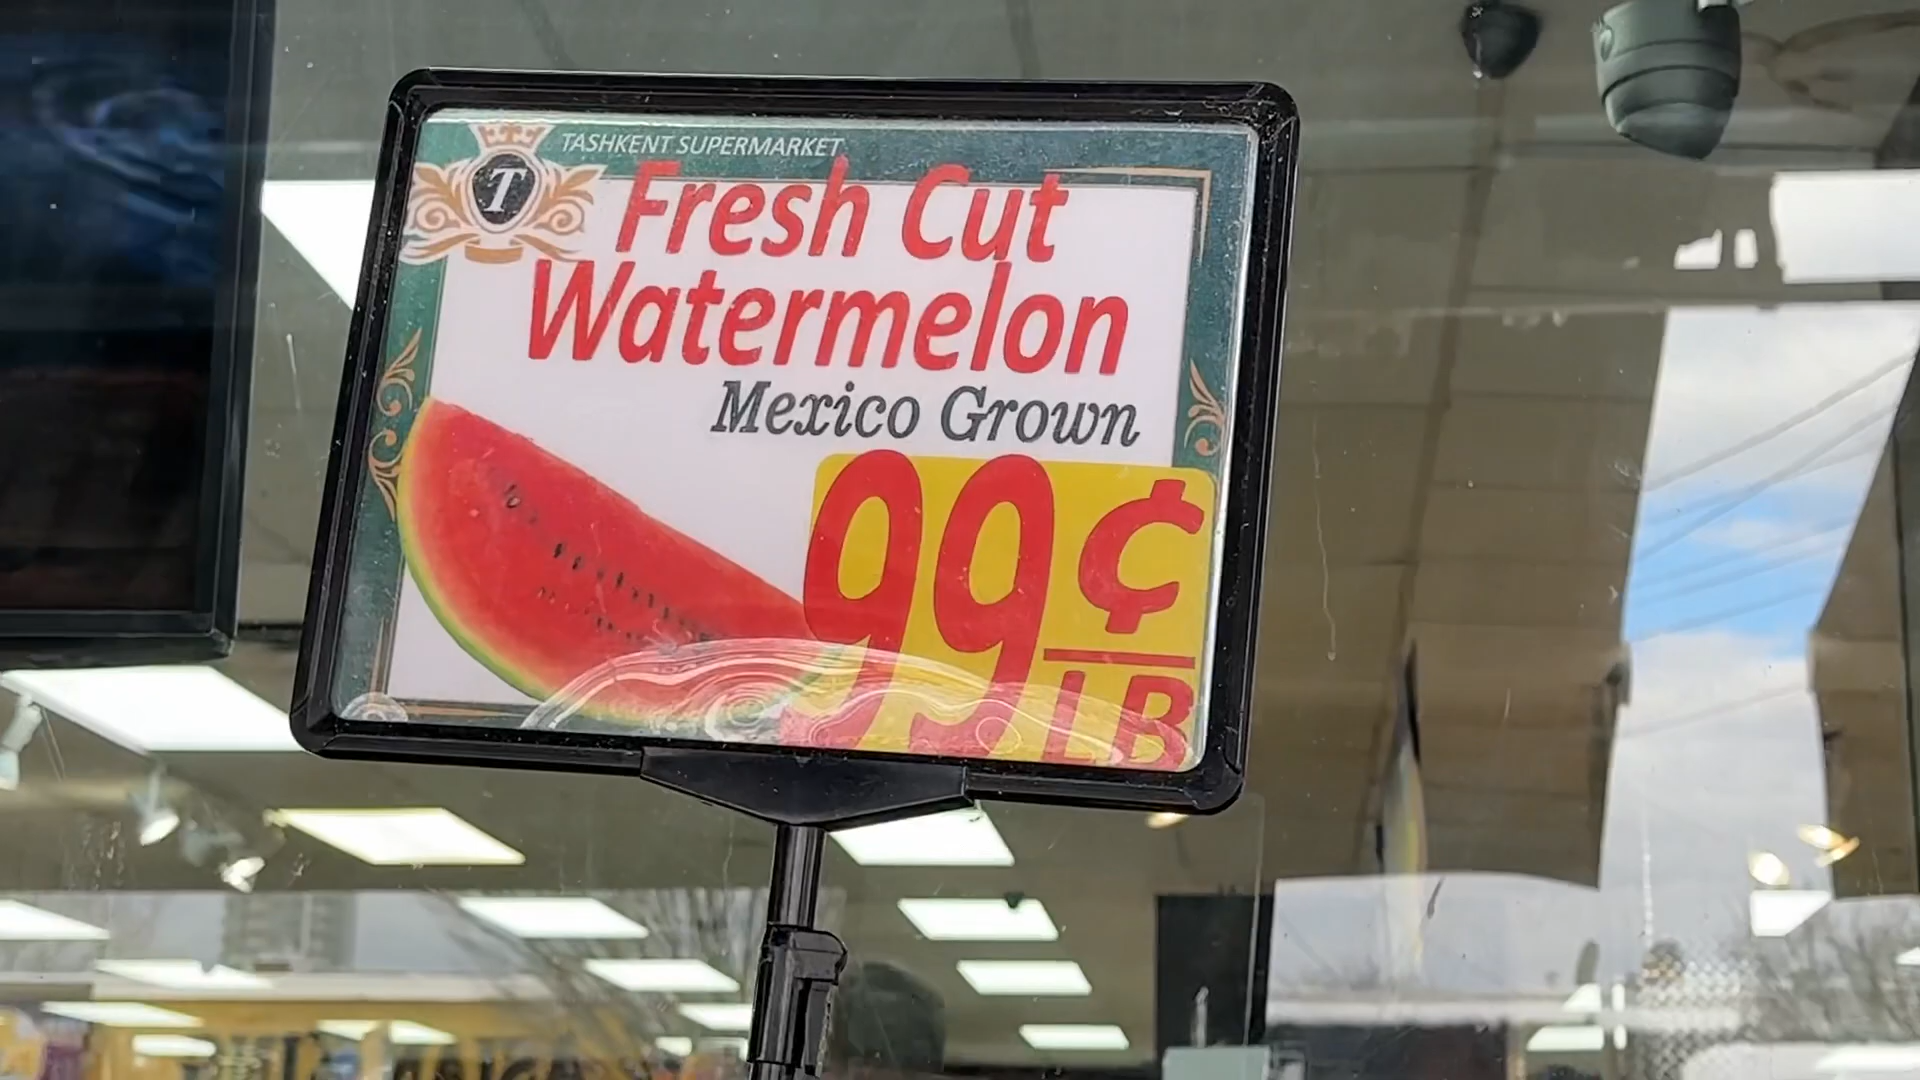 T
TASHKENT SUPERMARKET
Fresh Cut
Watermelon
Mexico Grown
99¢
LB